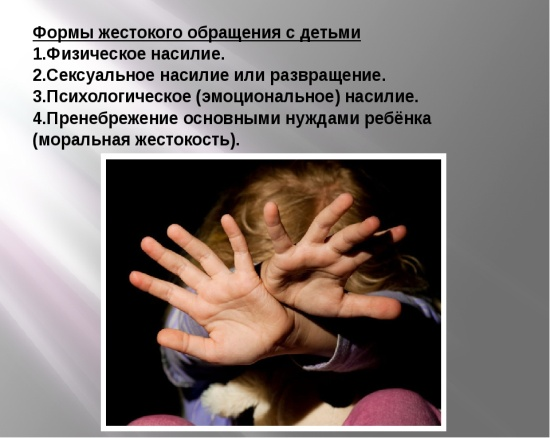 Формы жестокого обращения с детьми
1.Физическое насилие.
2.Сексуальное насилие или развращение.
3.Психологическое (эмоциональное) насилие.
4.Пренебрежение основными нуждами ребёнка
(моральная жестокость).